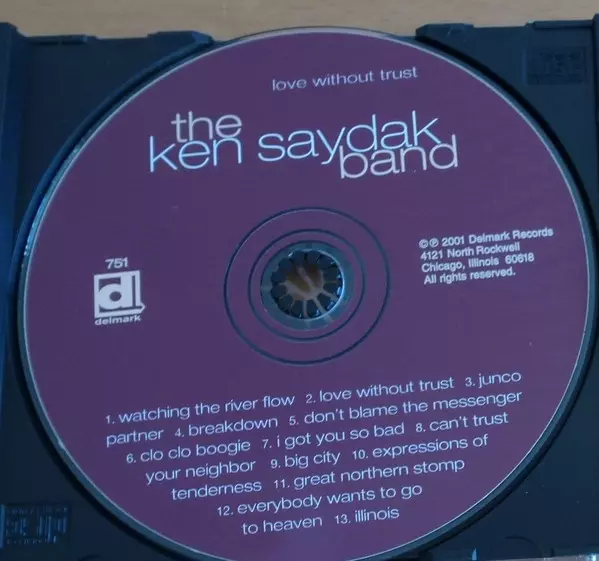 love without trust
the
ken saydak
band
©℗ 2001 Delmark Records
4121 North Rockwell
Chicago, Illinois 60618
All rights reserved.
751
d
delmark
1. watching the river flow 2. love without trust 3. junco
partner 4. breakdown 5. don't blame the messenger
6. clo clo boogie 7. i got you so bad 8. can't trust
your neighbor 9. big city 10. expressions of
tenderness 11. great northern stomp
12. everybody wants to go
to heaven 13. illinois